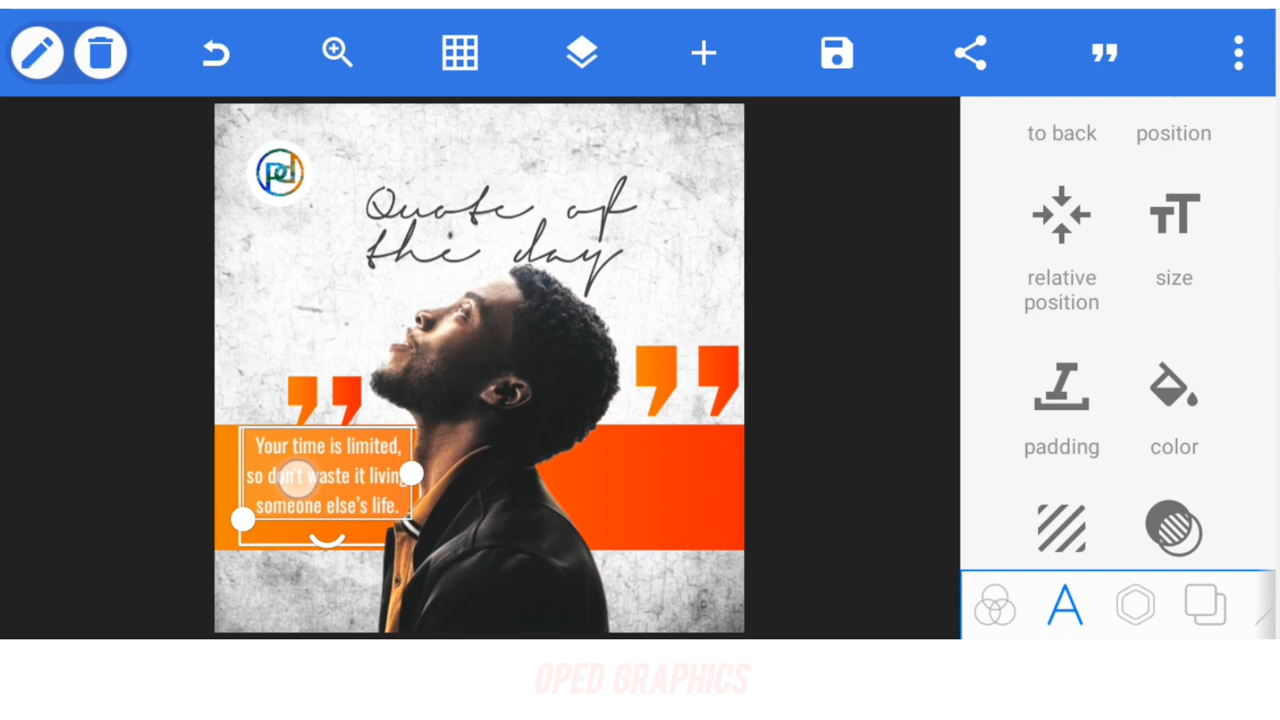 to back
position
pd
Quote of
the day
relative
position
size
padding
color
Your time is limited,
so don't waste it living
someone else's life.
A
OPED GRAPHICS